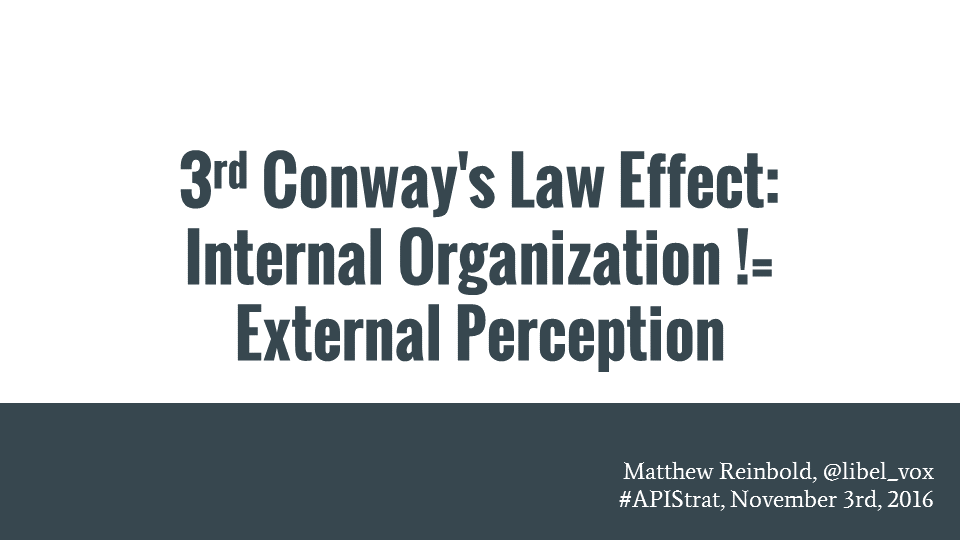 3rd Conway's Law Effect:
Internal Organization !=
External Perception
Matthew Reinbold, @libel_vox
#APIStrat, November 3rd, 2016